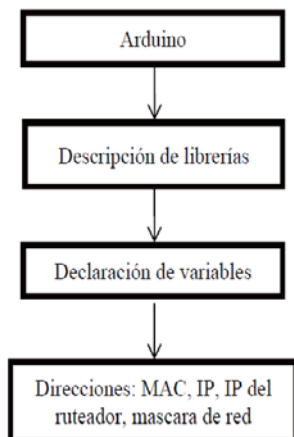 Arduino
Descripción de librerías
Declaración de variables
Direcciones: MAC, IP, IP del
ruteador, mascara de red